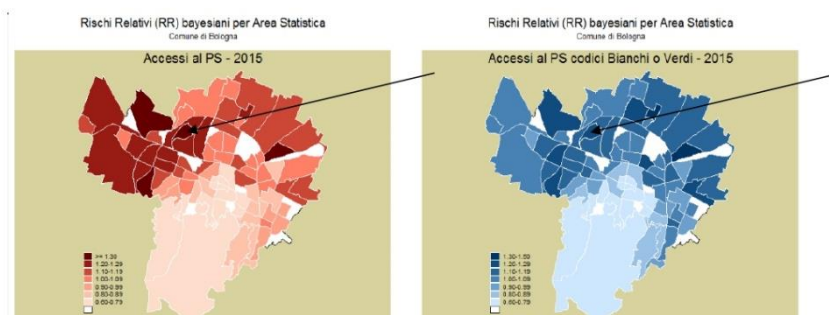 Rischi Relativi (RR) bayesiani per Area Statistica
Comune di Bologna
Accessi al PS - 2015
>= 1.30
1.20-1.29
1.10-1.19
1.00-1.09
0.90-0.99
0.80-0.89
0.60-0.79
Rischi Relativi (RR) bayesiani per Area Statistica
Comune di Bologna
Accessi al PS codici Bianchi o Verdi - 2015
1.20-1.29
1.10-1.19
1.00-1.09
0.90-0.99
0.80-0.89
0.60-0.79